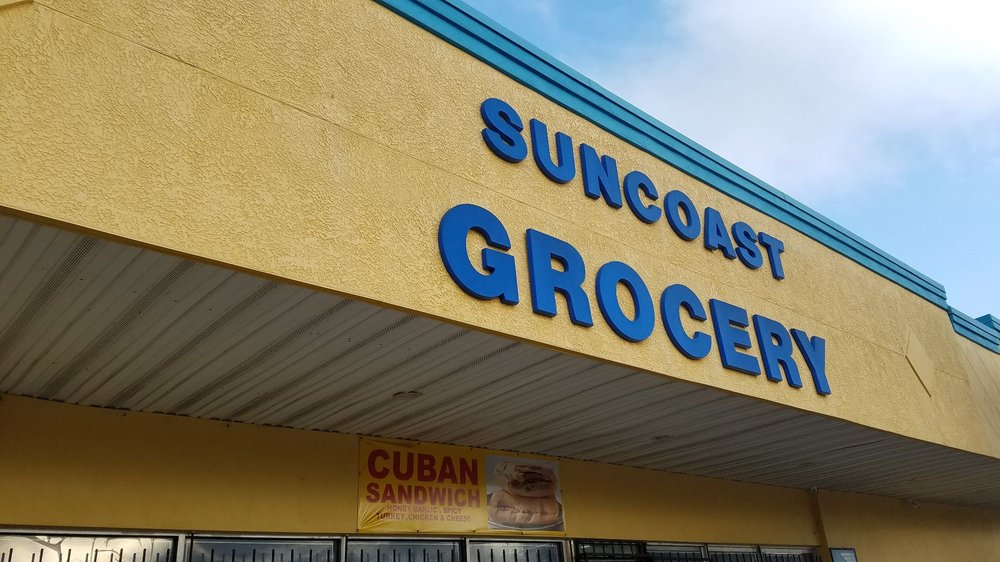 SUNCOAST
GROCERY
CUBAN
SANDWICH
HONEY GARLIC, SPICY
TURKEY, CHICKEN & CHEESE